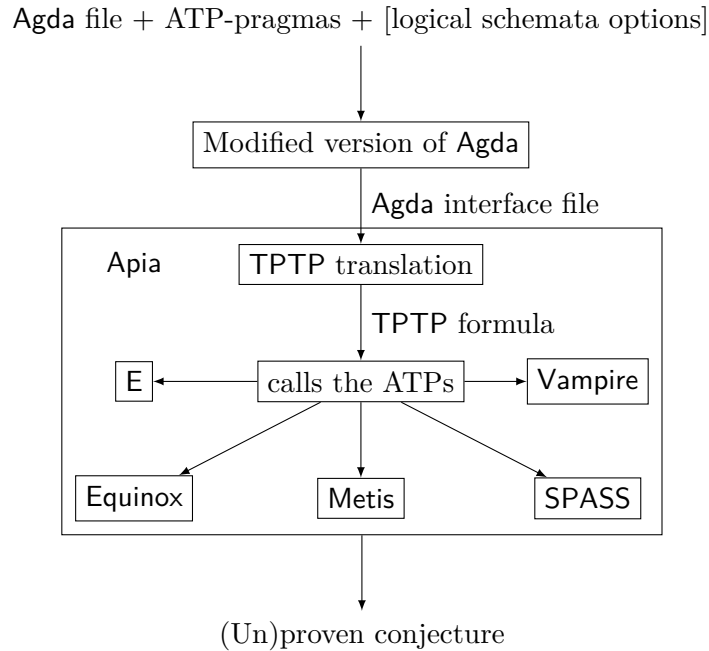 Agda file + ATP-pragmas + [logical schemata options]
Modified version of Agda
Agda interface file
Apia
TPTP translation
TPTP formula
E
calls the ATPs
Vampire
Equinox
Metis
SPASS
(Un)proven conjecture